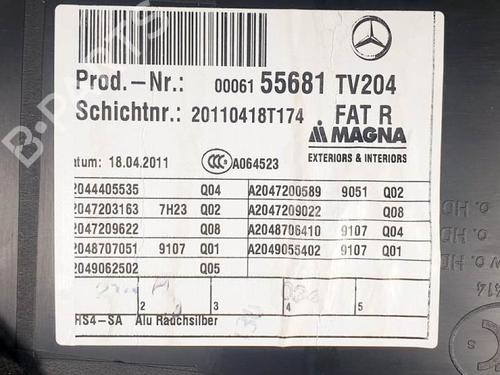 Prod.-Nr.: 00061 55681 TV204
Schichtnr.: 20110418T174 FAT R
MAGNA
EXTERIORS & INTERIORS
atum: 18.04.2011 CCC A064523
2044405535 Q04 A2047200589 9051 Q02
2047203163 7H23 Q02 A2047209022 Q08
2047209622 Q08 A2048706410 9107 Q04
2048707051 9107 Q01 A2049055402 9107 Q01
2049062502 Q05
2 3 4 5
HS4-SA Alu Rauchsilber
B-PARTS